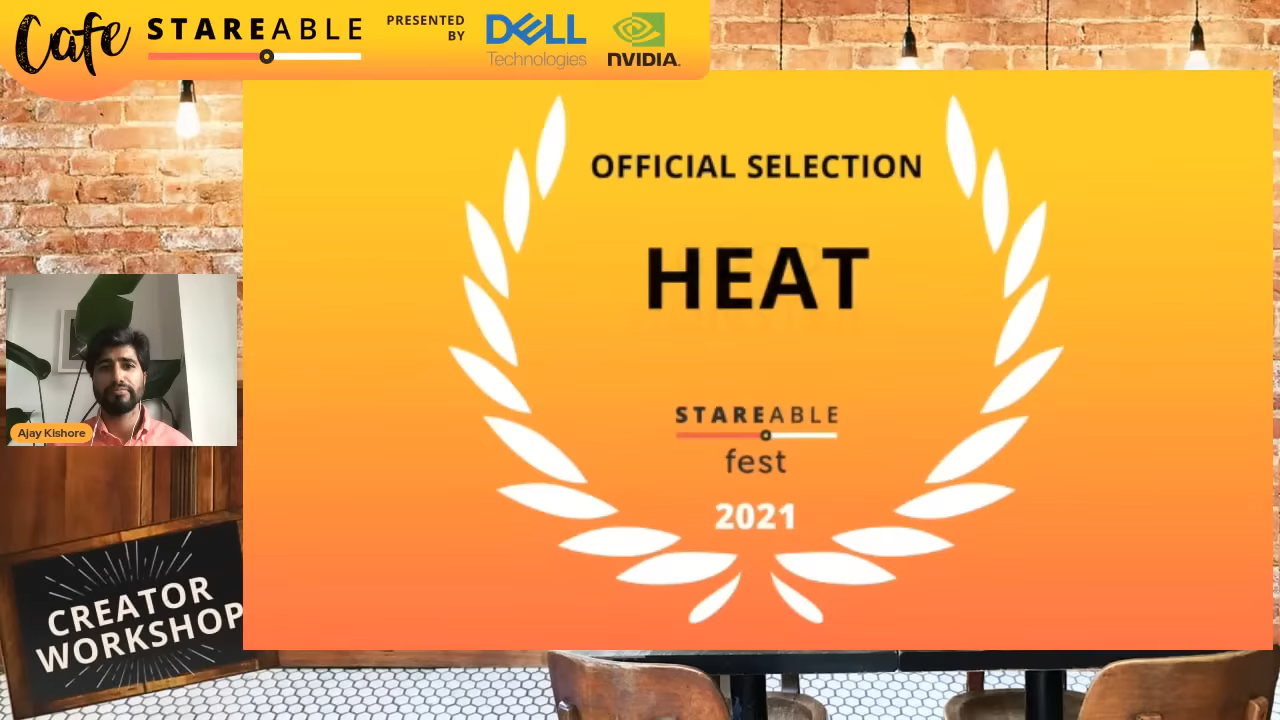 Cafe STAREABLE
PRESENTED
BY
DELL
Technologies
NVIDIA.
OFFICIAL SELECTION
HEAT
STAREABLE
fest
2021
Ajay Kishore
CREATOR
WORKSHOP